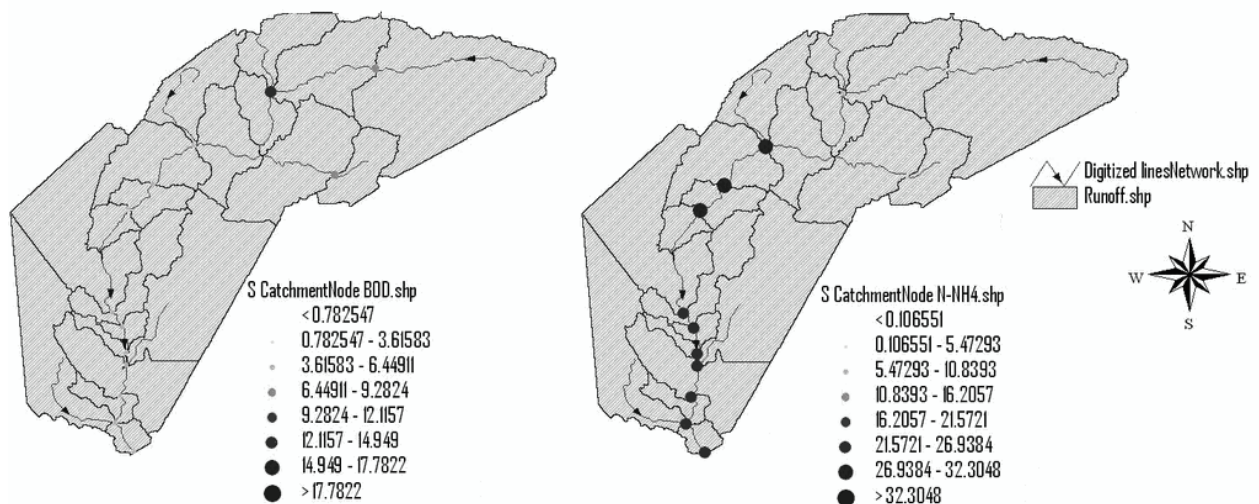 S CatchmentNode BOD.shp
<0.782547
0.782547 - 3.61583
3.61583 - 6.44911
6.44911 - 9.2824
9.2824 - 12.1157
12.1157 - 14.949
14.949 - 17.7822
>17.7822
S CatchmentNode N-NH4.shp
<0.106551
0.106551 - 5.47293
5.47293 - 10.8393
10.8393 - 16.2057
16.2057 - 21.5721
21.5721 - 26.9384
26.9384 - 32.3048
>32.3048
Digitized linesNetwork.shp
Runoff.shp
N
W E
S